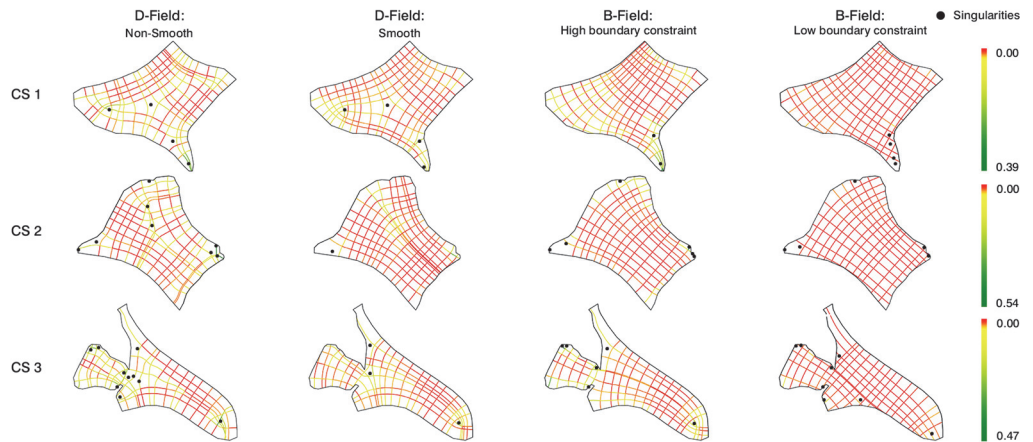 D-Field:
Non-Smooth
D-Field:
Smooth
B-Field:
High boundary constraint
B-Field:
Low boundary constraint
Singularities
CS 1
0.00
0.39
CS 2
0.00
0.54
CS 3
0.00
0.47